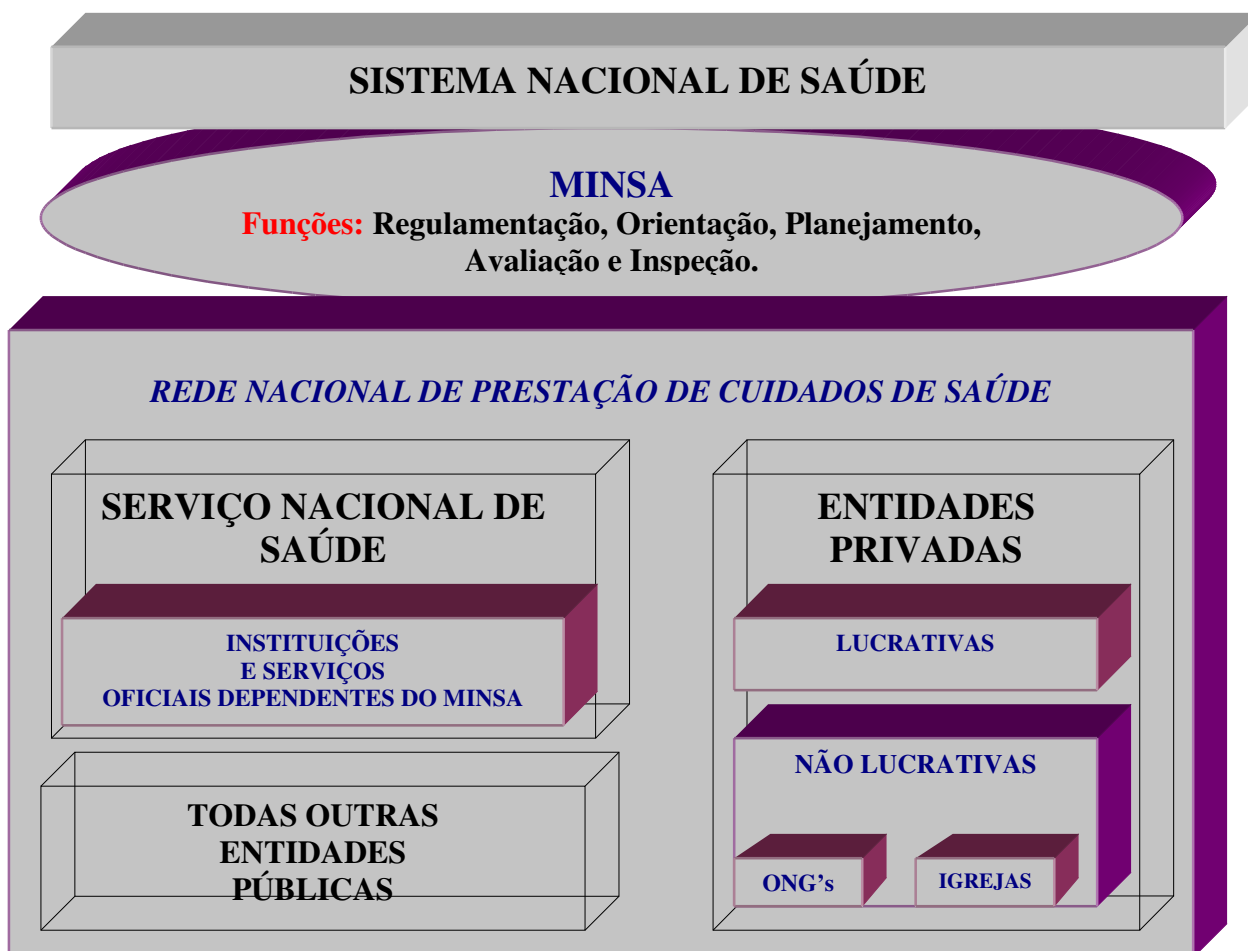 SISTEMA NACIONAL DE SAÚDE
MINSA
Funções: Regulamentação, Orientação, Planejamento,
Avaliação e Inspeção.
REDE NACIONAL DE PRESTAÇÃO DE CUIDADOS DE SAÚDE
SERVIÇO NACIONAL DE
SAÚDE
INSTITUIÇÕES
E SERVIÇOS
OFICIAIS DEPENDENTES DO MINSA
TODAS OUTRAS
ENTIDADES
PÚBLICAS
ENTIDADES
PRIVADAS
LUCRATIVAS
NÃO LUCRATIVAS
ONG’s
IGREJAS